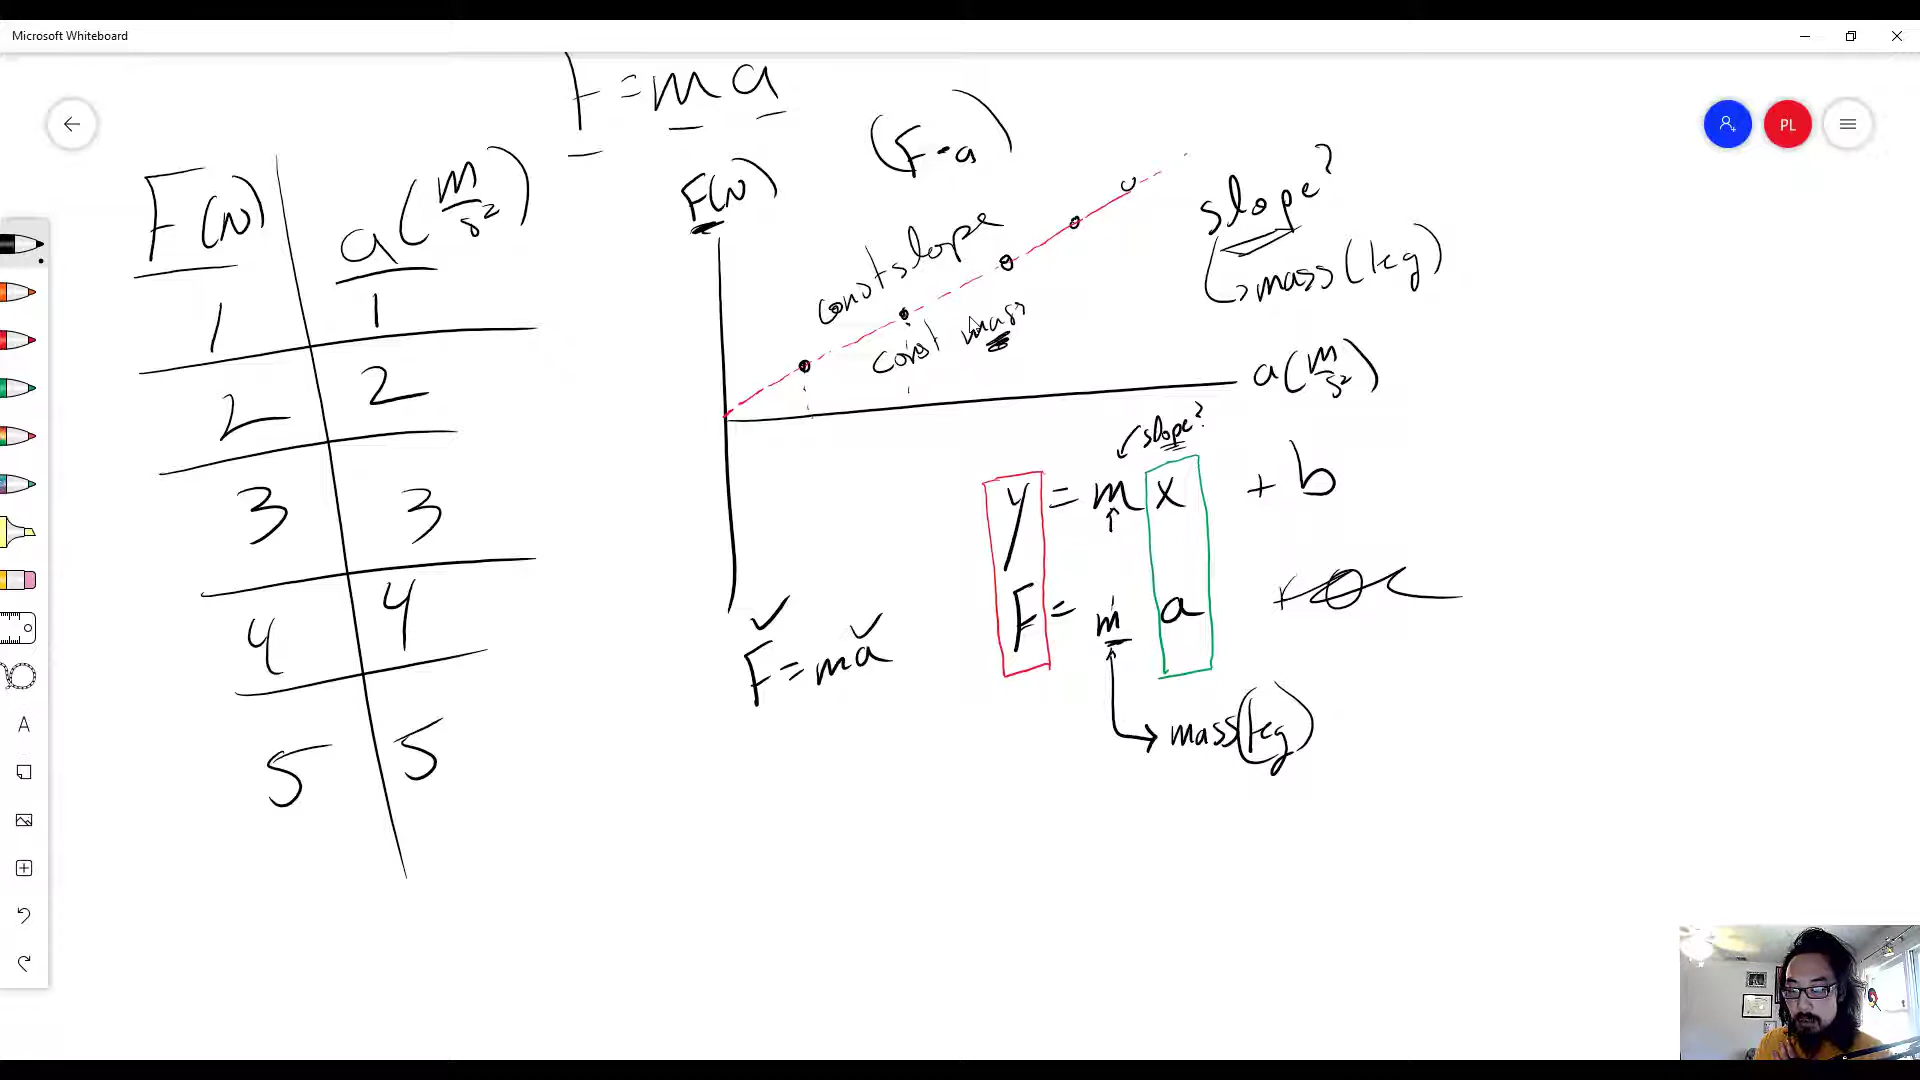 Microsoft Whiteboard
F = ma
(F-a)
F(N)
a(m/s²)
1 1
2 2
3 3
4 4
5 5
F(N)
const slope
const mass
slope?
mass(kg)
a(m/s²)
slope?
y = mx + b
F = m a
F = ma
mass(kg)
PL
A